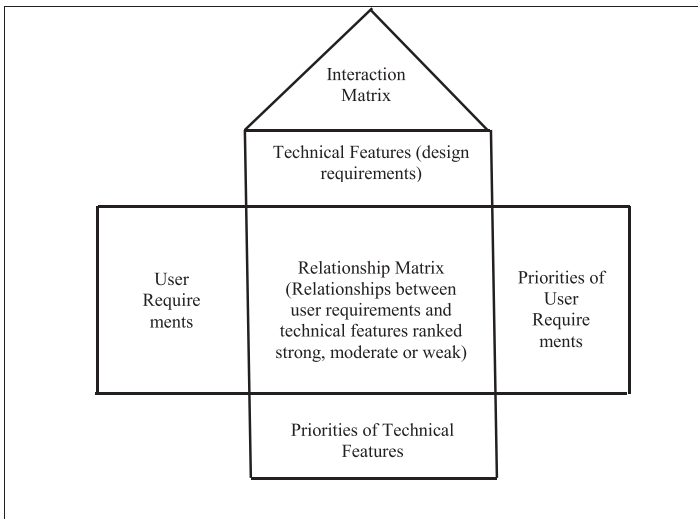 Interaction
Matrix
Technical Features (design
requirements)
User
Require
ments
Relationship Matrix
(Relationships between
user requirements and
technical features ranked
strong, moderate or weak)
Priorities of
User
Require
ments
Priorities of Technical
Features